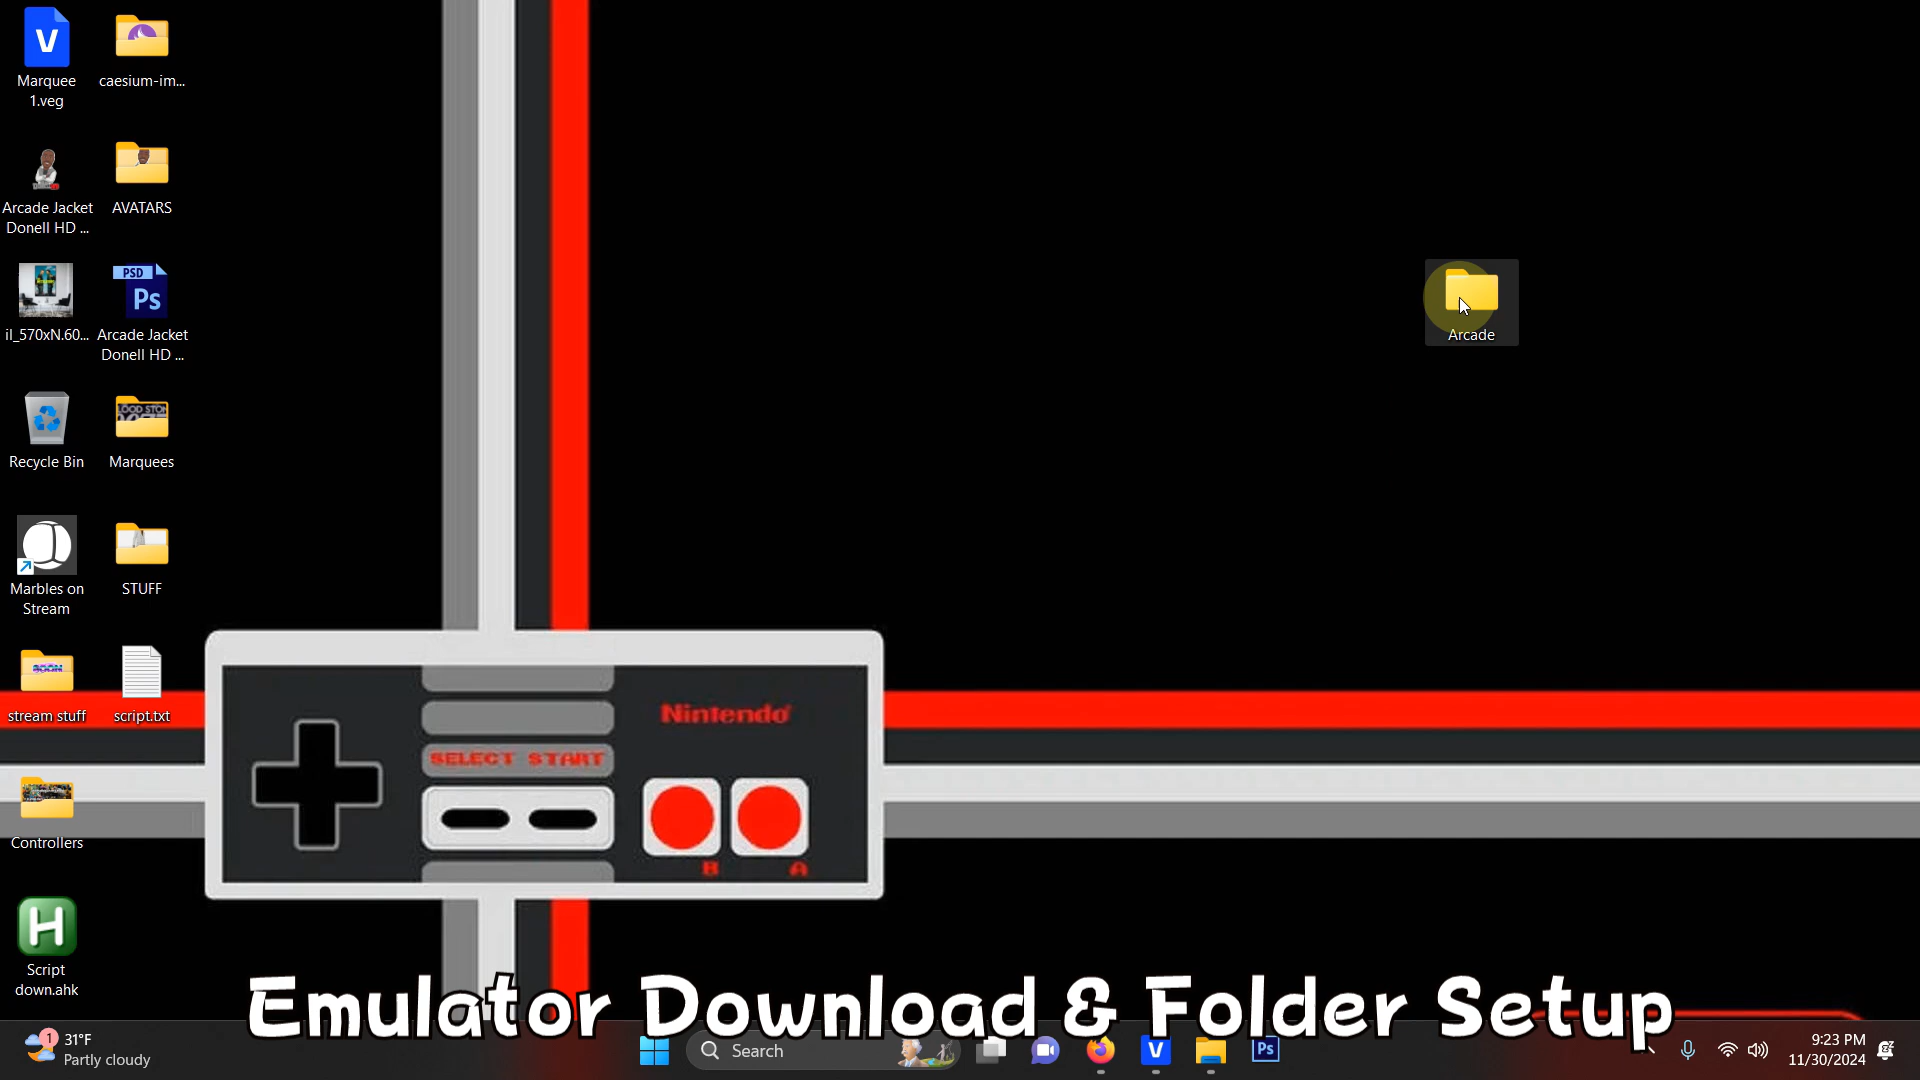 Marquee
1.veg
caesium-im...
Arcade Jacket
Donell HD ...
AVATARS
il_570xN.60...
PSD
Ps
Arcade Jacket
Donell HD ...
Recycle Bin
Marquees
Marbles on
Stream
STUFF
stream stuff
script.txt
Controllers
H
Script
down.ahk
Arcade
Nintendo
SELECT START
B A
Emulator Download & Folder Setup
1
31°F
Partly cloudy
Search
V
Ps
9:23 PM
11/30/2024